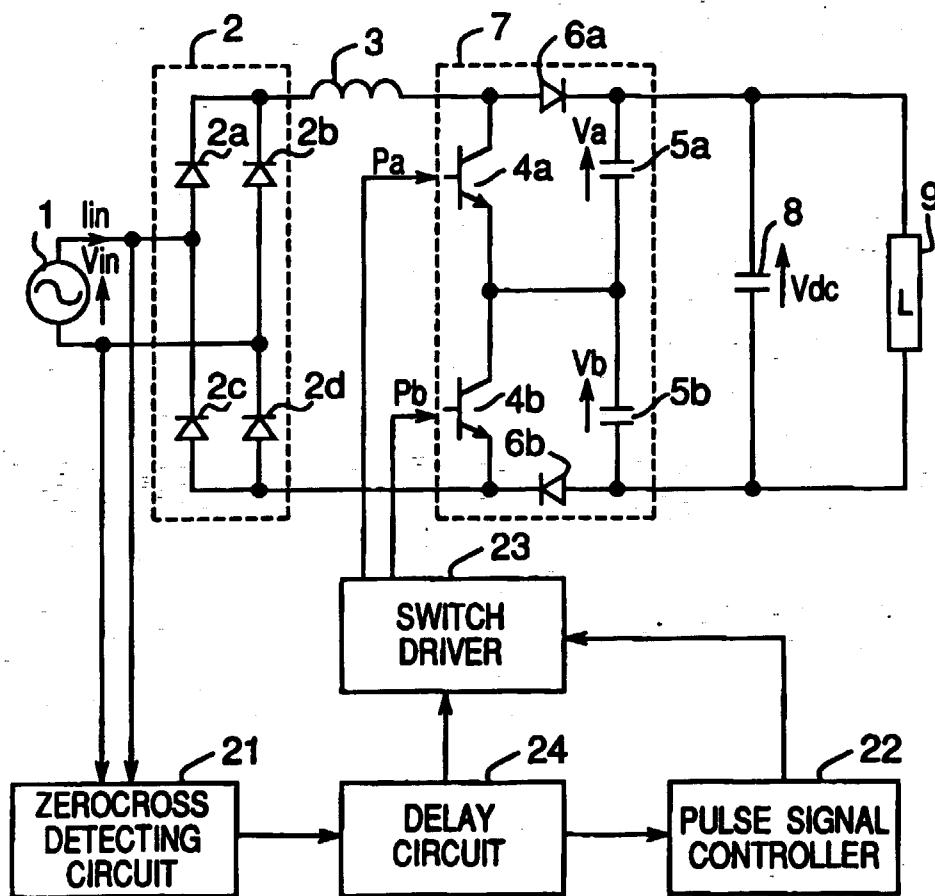 2
3
7
6a
2a
2b
Va
5a
Pa
4a
1
Iin
Vin
8
9
Vdc
L
2c
2d
Pb
4b
Vb
5b
6b
23
SWITCH
DRIVER
21
24
22
ZEROCROSS
DETECTING
CIRCUIT
DELAY
CIRCUIT
PULSE SIGNAL
CONTROLLER